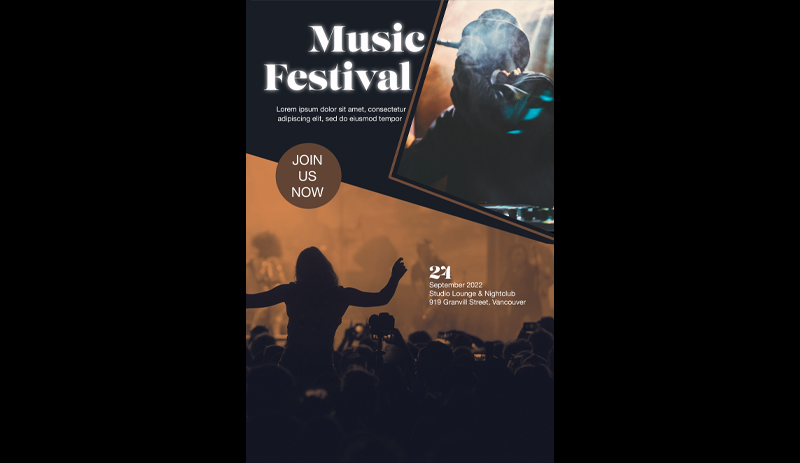 Music
Festival
Lorem ipsum dolor sit amet, consectetur
adipiscing elit, sed do eiusmod tempor
JOIN
US
NOW
24
September 2022
Studio Lounge & Nightclub
919 Granvill Street, Vancouver